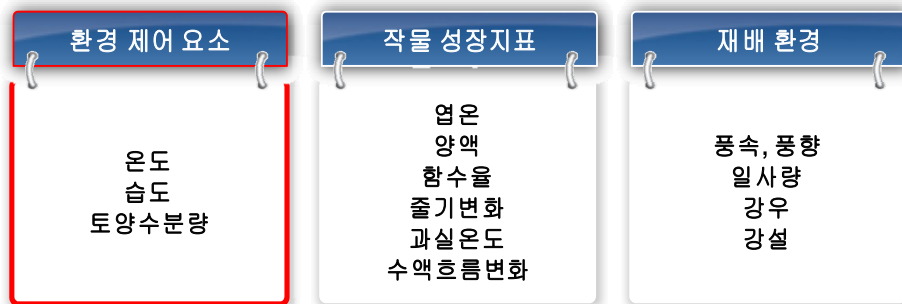 환경 제어 요소
온도
습도
토양수분량
작물 성장지표
엽온
양액
함수율
줄기변화
과실온도
수액흐름변화
재배 환경
풍속, 풍향
일사량
강우
강설